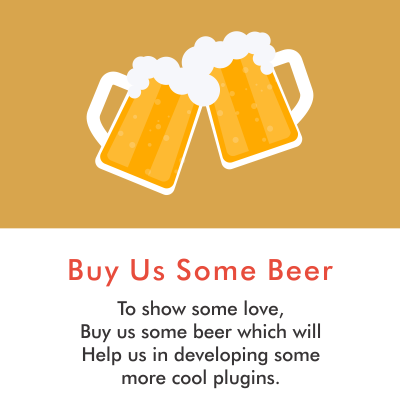 Buy Us Some Beer
To show some love,
Buy us some beer which will
Help us in developing some
more cool plugins.